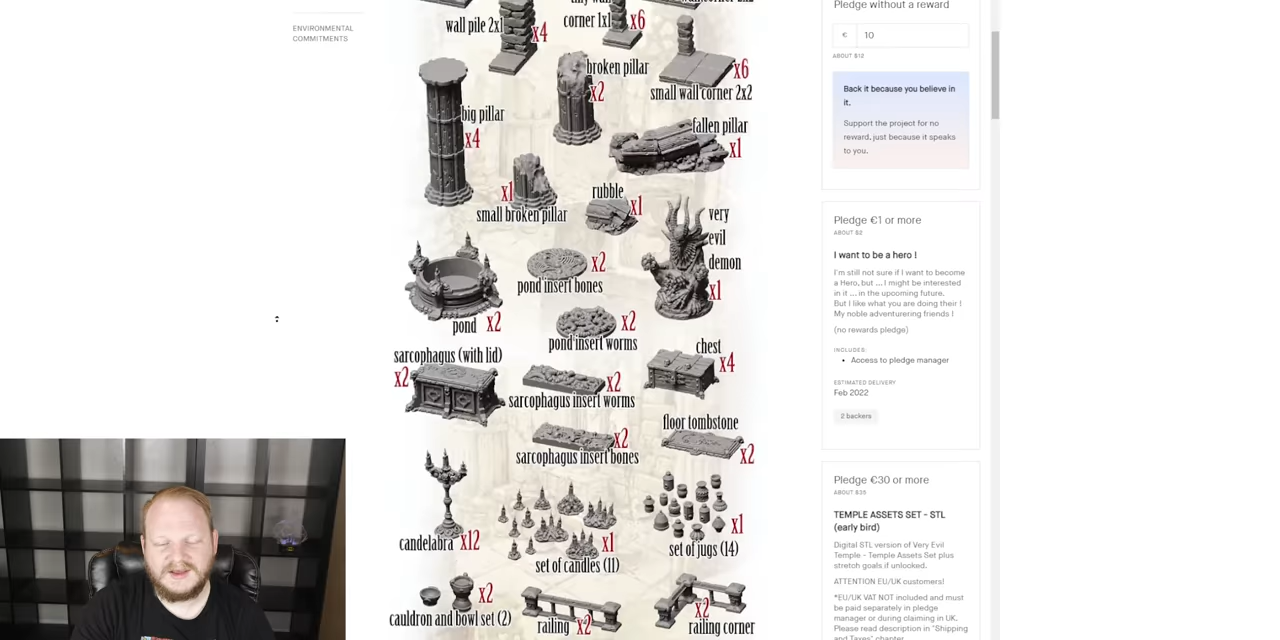 ENVIRONMENTAL
COMMITMENTS
wall pile 2x1
x4
corner 1x1
x6
broken pillar
x2
x6
small wall corner 2x2
big pillar
x4
fallen pillar
x1
x1
small broken pillar
rubble
x1
very
evil
demon
x1
x2
pond insert bones
pond x2
x2
pond insert worms
sarcophagus (with lid)
x2
x2
sarcophagus insert worms
chest
x4
x2
sarcophagus insert bones
floor tombstone
x2
candelabra x12
x1
set of candles (11)
x1
set of jugs (14)
x2
cauldron and bowl set (2)
railing x2
x2
railing corner
Pledge without a reward
€ 10
ABOUT $12
Back it because you believe in
it.
Support the project for no
reward, just because it speaks
to you.
Pledge €1 or more
ABOUT $2
I want to be a hero !
I'm still not sure if I want to become
a Hero, but ... I might be interested
in it ... in the upcoming future.
But I like what you are doing their !
My noble adventurering friends !
(no rewards pledge)
INCLUDES:
• Access to pledge manager
ESTIMATED DELIVERY
Feb 2022
2 backers
Pledge €30 or more
ABOUT $35
TEMPLE ASSETS SET - STL
(early bird)
Digital STL version of Very Evil
Temple - Temple Assets Set plus
stretch goals if unlocked.
ATTENTION EU/UK customers!
*EU/UK VAT NOT included and must
be paid separately in pledge
manager or during claiming in UK.
Please read description in "Shipping
and Taxes" chapter